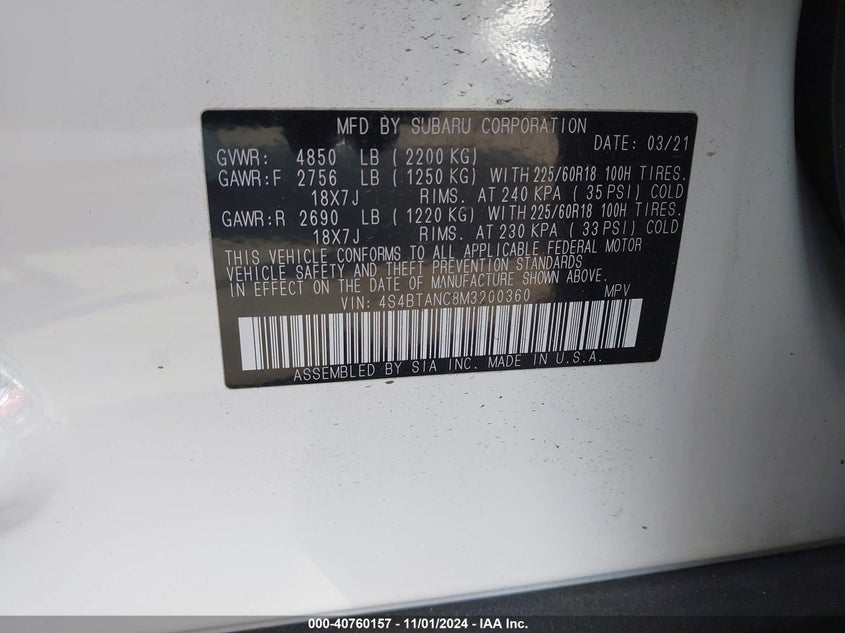 MFD BY SUBARU CORPORATION
DATE: 03/21
GVWR: 4850 LB ( 2200 KG)
GAWR:F 2756 LB ( 1250 KG) WITH 225/60R18 100H TIRES.
18X7J RIMS. AT 240 KPA ( 35 PSI) COLD
GAWR:R 2690 LB ( 1220 KG) WITH 225/60R18 100H TIRES.
18X7J RIMS. AT 230 KPA ( 33 PSI) COLD
THIS VEHICLE CONFORMS TO ALL APPLICABLE FEDERAL MOTOR
VEHICLE SAFETY AND THEFT PREVENTION STANDARDS
IN EFFECT ON THE DATE OF MANUFACTURE SHOWN ABOVE.
VIN: 4S4BTANC8M3200360 MPV
ASSEMBLED BY SIA INC. MADE IN U.S.A.
000-40760157 - 11/01/2024 - IAA Inc.